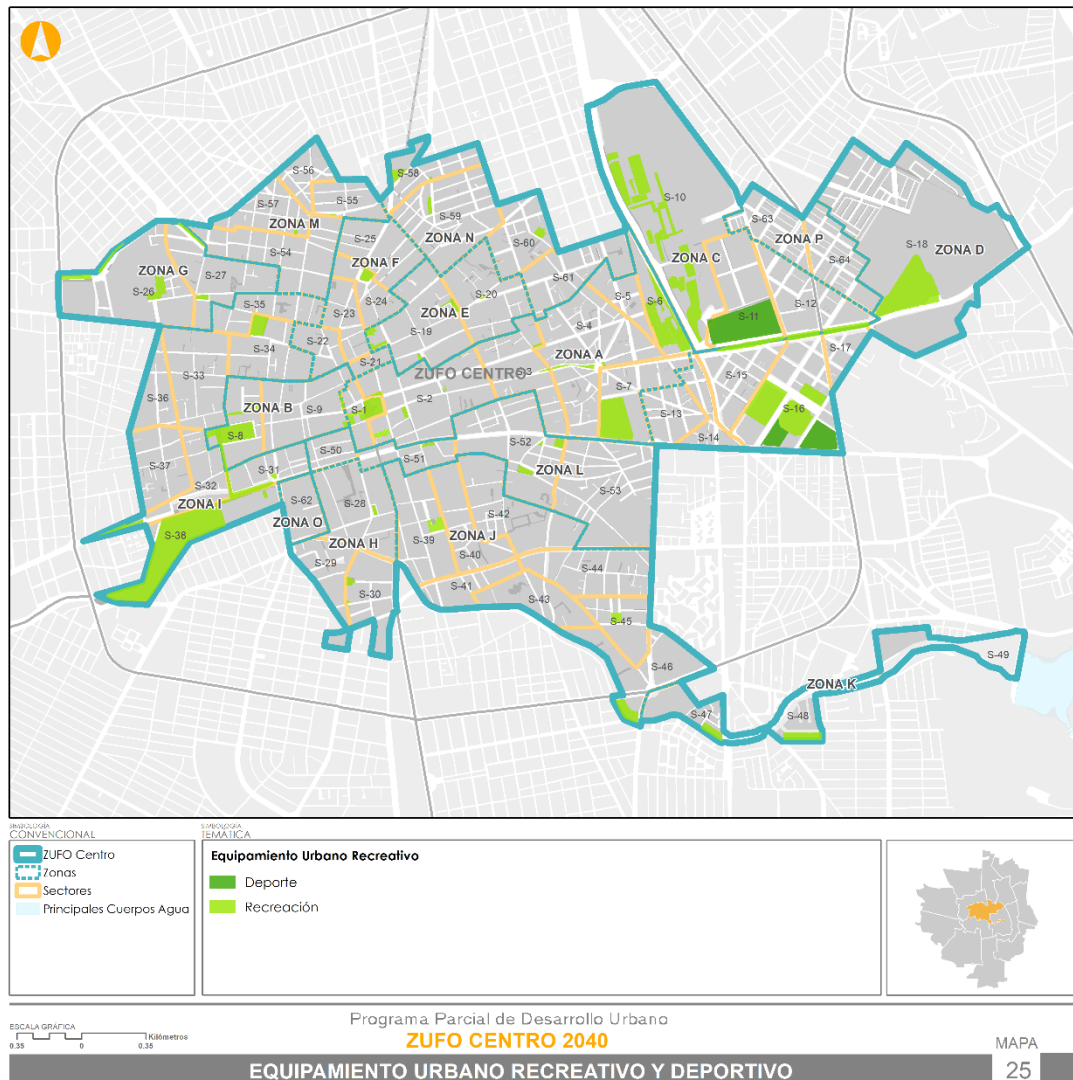 S-56
S-58
S-55
S-57
ZONA M
S-59
S-10
S-63
ZONA P
S-25
ZONA N
S-60
S-54
S-18
ZONA D
ZONA C
S-64
ZONA G
S-27
ZONA F
S-61
S-26
S-35
S-24
S-20
S-5
S-6
S-12
S-23
ZONA E
S-11
S-19
S-4
S-22
S-34
S-17
S-21
ZONA A
ZUFO CENTRO
S-3
S-15
S-33
S-7
S-36
S-2
ZONA B
S-9
S-1
S-16
S-13
S-8
S-14
S-52
S-50
S-51
S-37
ZONA L
S-31
S-32
S-53
ZONA I
S-62
S-28
S-42
ZONA O
S-38
ZONA H
S-39
ZONA J
S-40
S-29
S-44
S-41
S-30
S-43
S-45
S-49
S-46
ZONA K
S-47
S-48
SIMBOLOGÍA
CONVENCIONAL
ZUFO Centro
Zonas
Sectores
Principales Cuerpos Agua
SIMBOLOGÍA
TEMATICA
Equipamiento Urbano Recreativo
Deporte
Recreación
ESCALA GRÁFICA
Kilómetros
0.35 0 0.35
Programa Parcial de Desarrollo Urbano
ZUFO CENTRO 2040
EQUIPAMIENTO URBANO RECREATIVO Y DEPORTIVO
MAPA
25